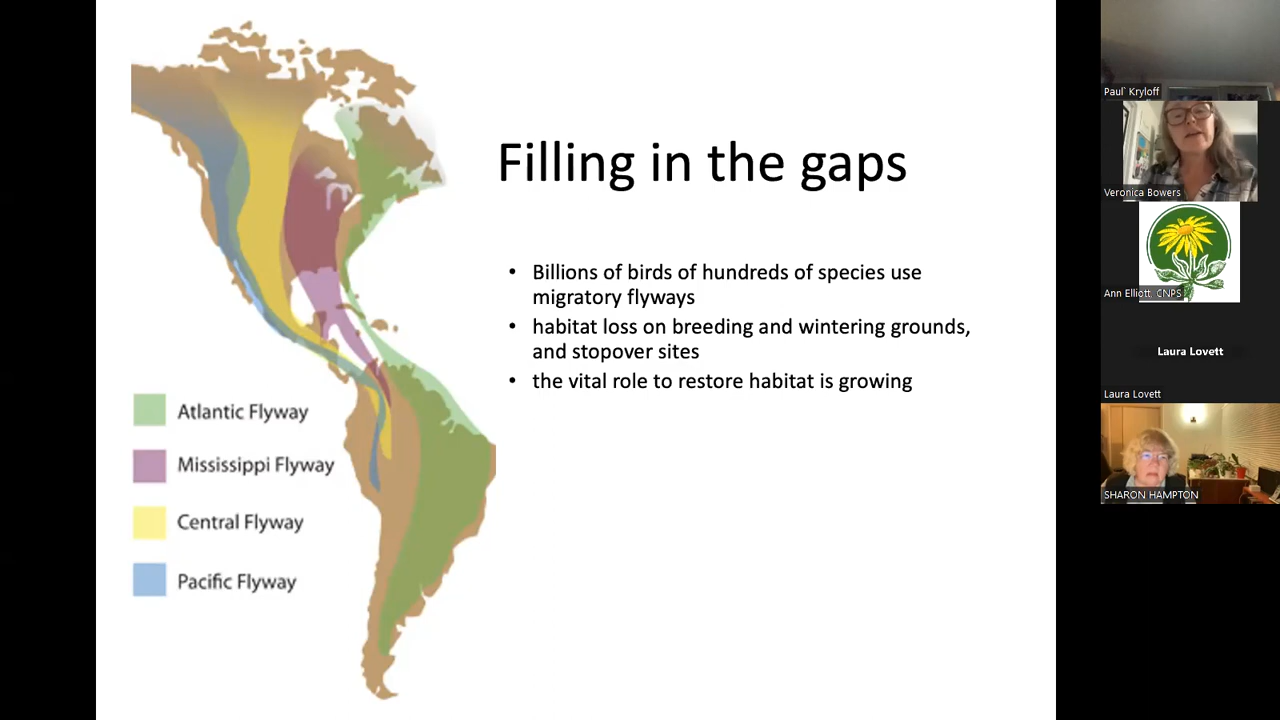 Filling in the gaps
• Billions of birds of hundreds of species use
migratory flyways
• habitat loss on breeding and wintering grounds,
and stopover sites
• the vital role to restore habitat is growing
Atlantic Flyway
Mississippi Flyway
Central Flyway
Pacific Flyway
Paul` Kryloff
Veronica Bowers
Ann Elliott, CNPS
Laura Lovett
Laura Lovett
SHARON HAMPTON